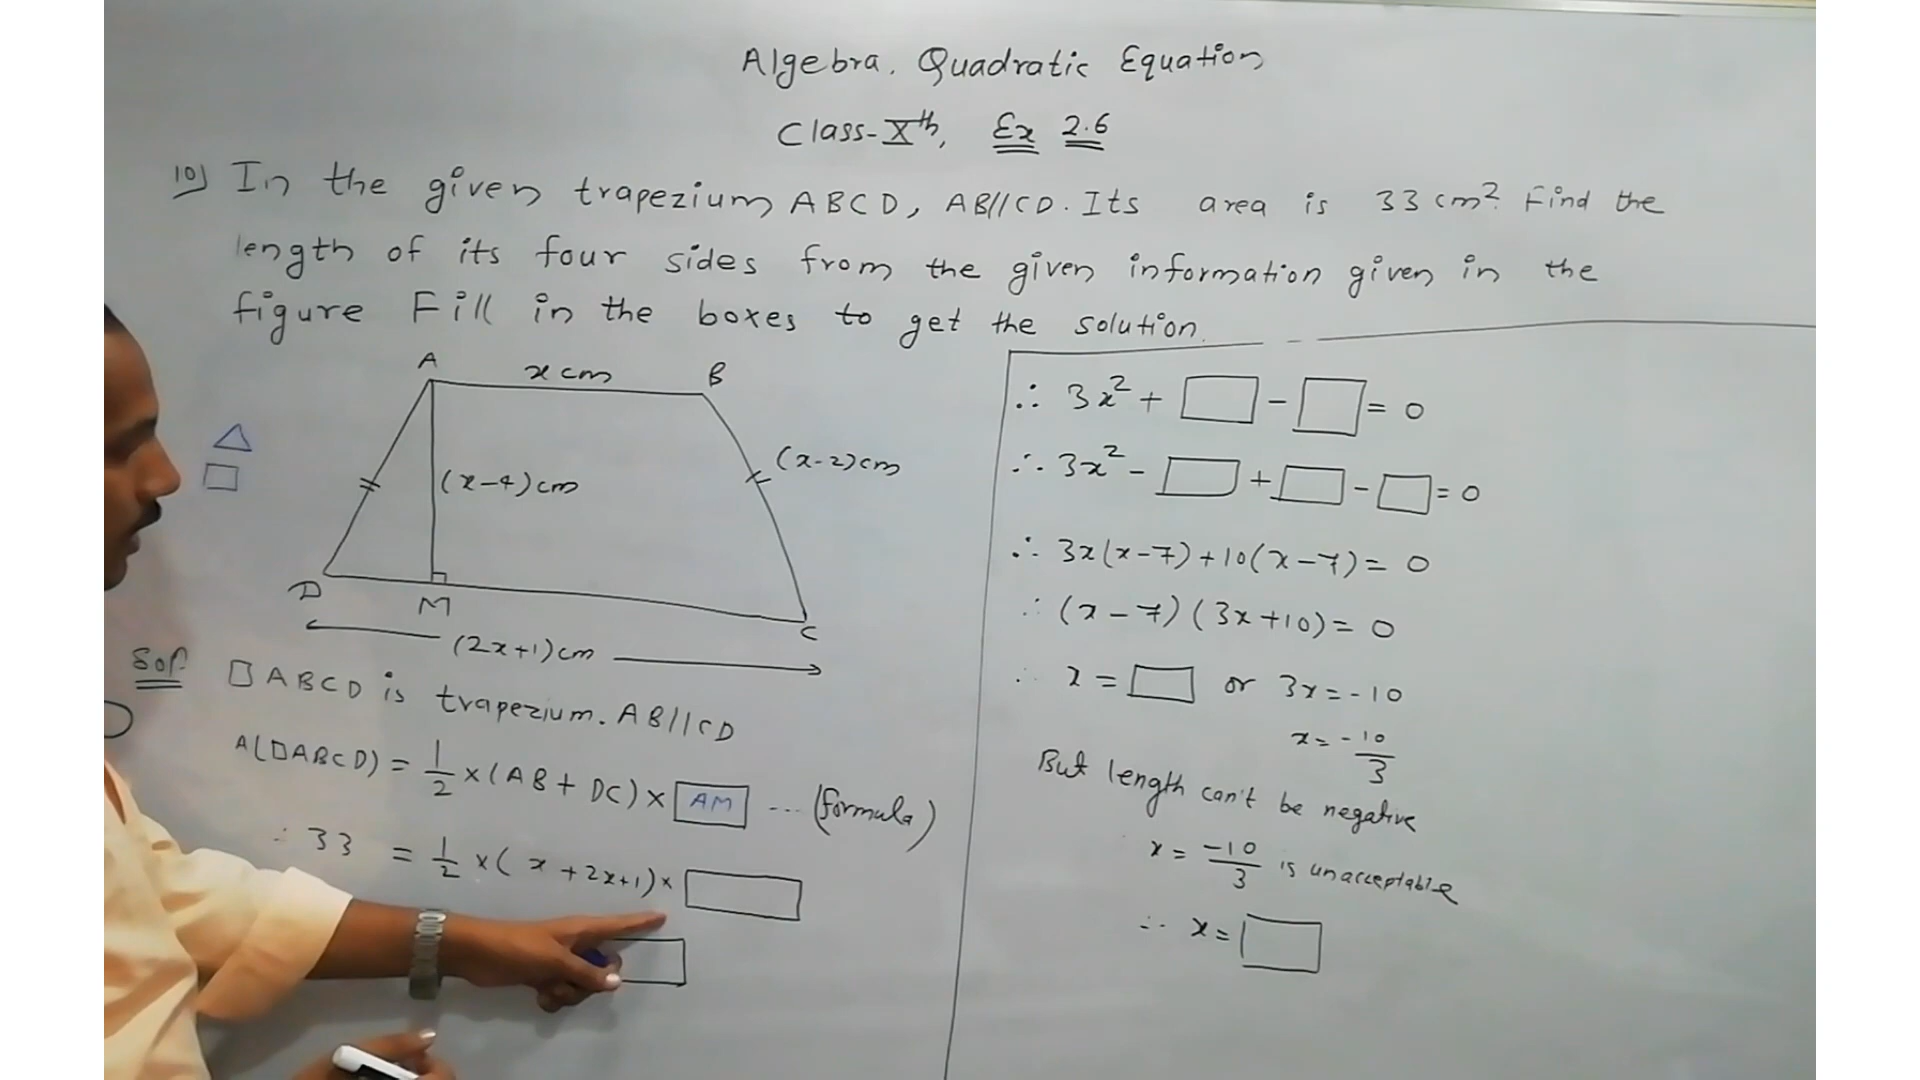 Algebra. Quadratic Equation
Class-Xth, Ex 2.6
10) In the given trapezium ABCD, AB//CD. Its area is 33 cm². Find the
length of its four sides from the given information given in the
figure Fill in the boxes to get the solution.
A x cm B
(x-4)cm
(x-2)cm
D M C
(2x+1)cm
Soln □ABCD is trapezium. AB//CD
A(□ABCD) = 1/2 × (AB + DC) × AM ... (formula)
∴ 33 = 1/2 × ( x + 2x+1) × □
□
∴ 3x² + □ - □ = 0
∴ 3x² - □ + □ - □ = 0
∴ 3x(x-7)+10(x-7) = 0
∴ (x-7)(3x+10) = 0
∴ x = □ or 3x = -10
x = -10/3
But length can't be negative
x = -10/3 is unacceptable
∴ x = □